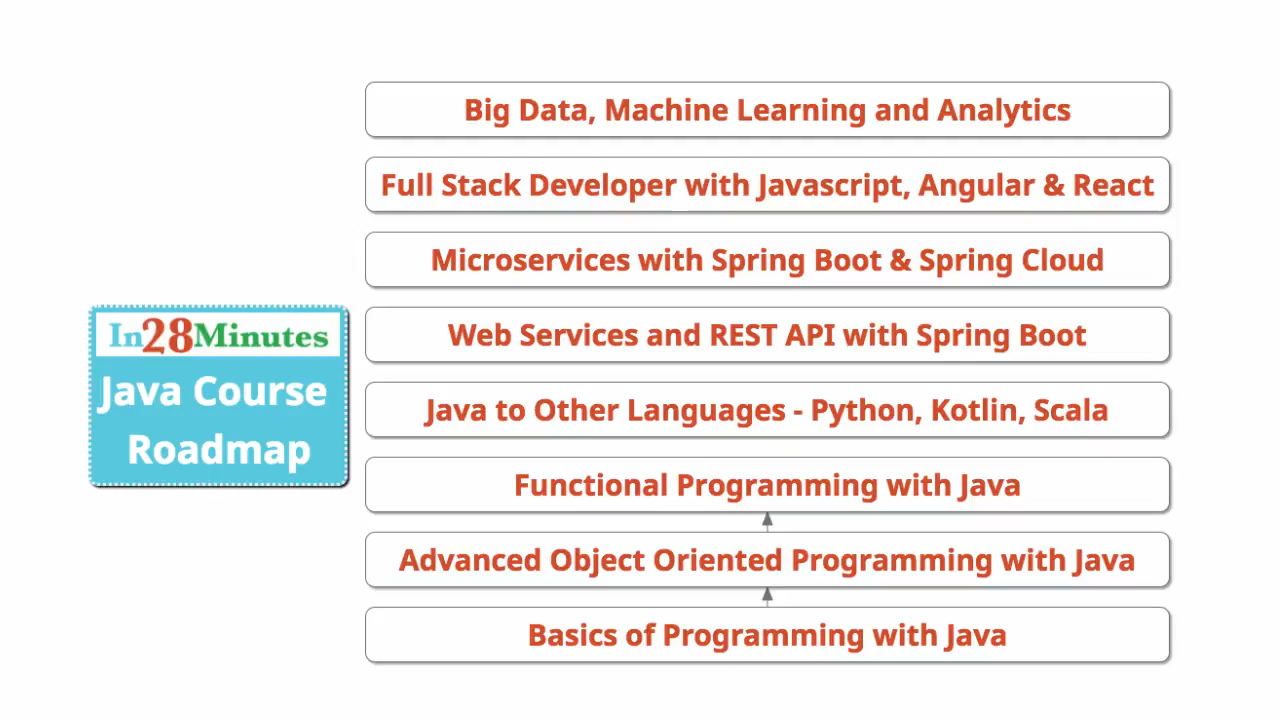 Big Data, Machine Learning and Analytics
Full Stack Developer with Javascript, Angular & React
Microservices with Spring Boot & Spring Cloud
Web Services and REST API with Spring Boot
In28Minutes
Java Course
Roadmap
Java to Other Languages - Python, Kotlin, Scala
Functional Programming with Java
Advanced Object Oriented Programming with Java
Basics of Programming with Java